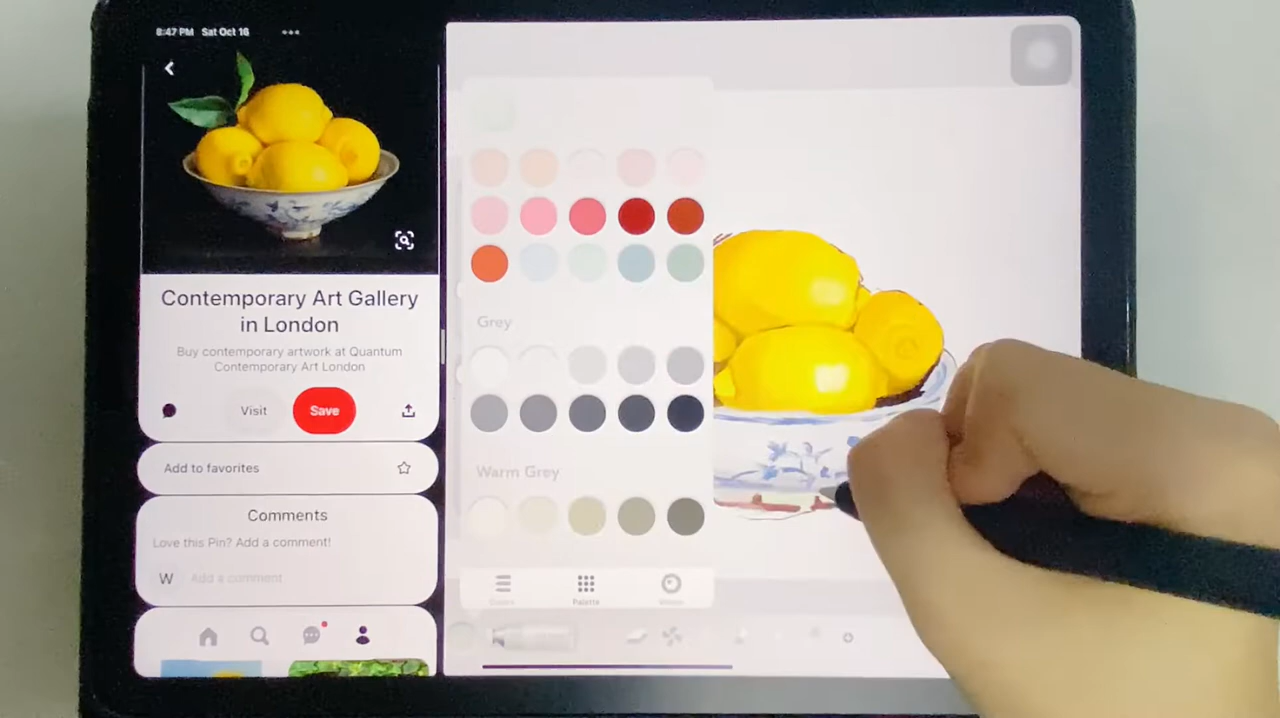 8:47 PM Sat Oct 16
Contemporary Art Gallery
in London
Buy contemporary artwork at Quantum
Contemporary Art London
Visit
Save
Add to favorites
Comments
Love this Pin? Add a comment!
W
Add a comment
Grey
Warm Grey
Palette